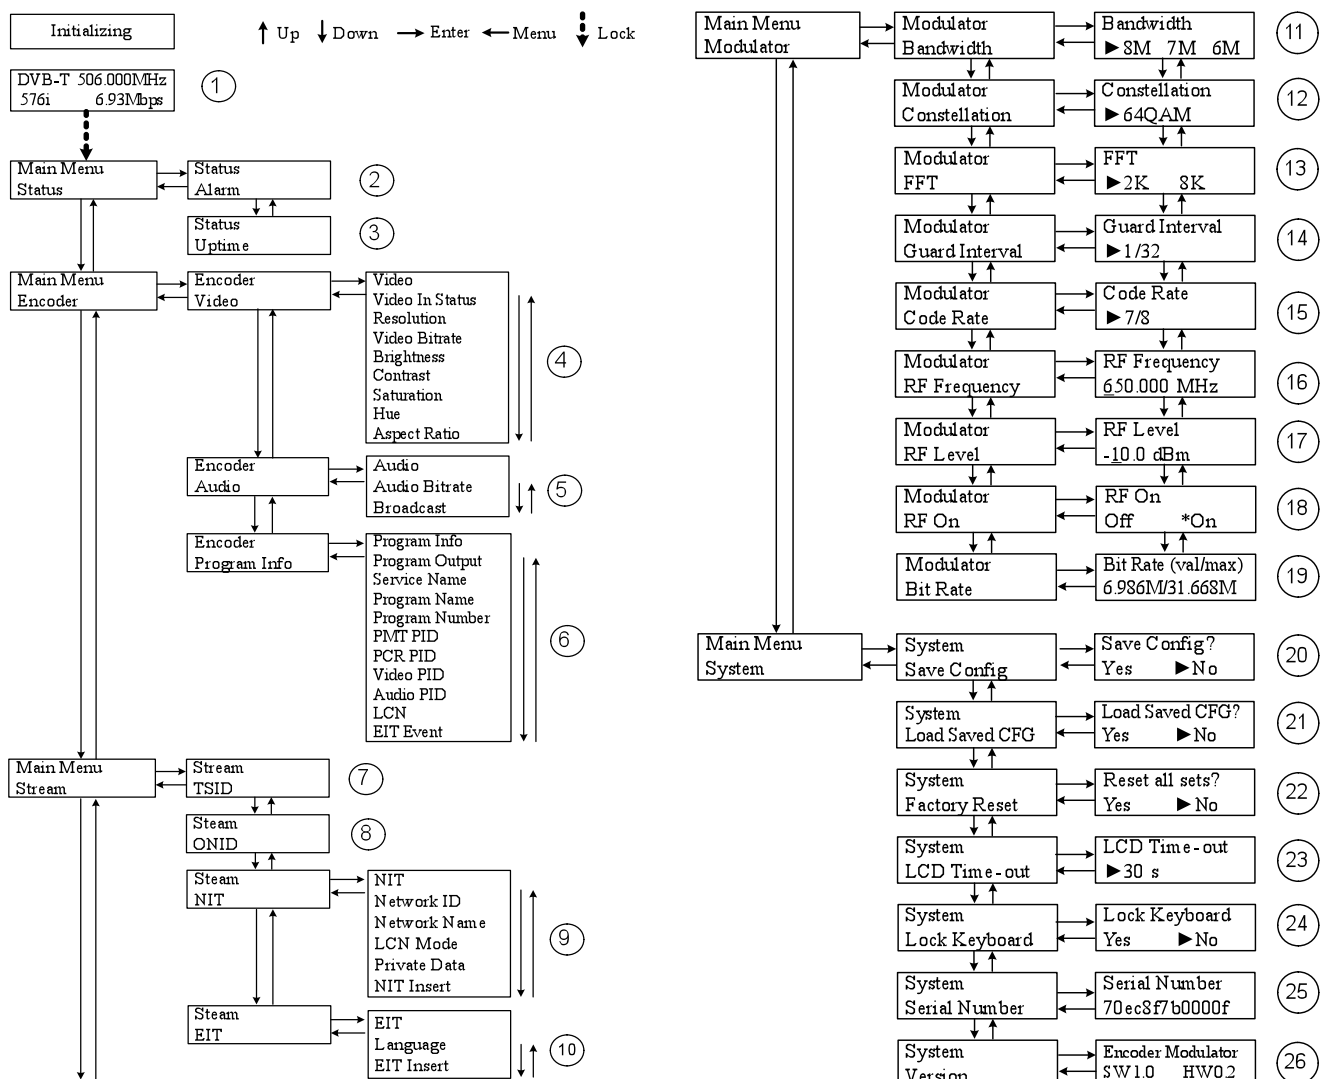 Initializing
Up Down Enter Menu Lock
DVB-T 506.000MHz
576i 6.93Mbps
1
Main Menu
Status
Status
Alarm
2
Status
Uptime
3
Main Menu
Encoder
Encoder
Video
Video
Video In Status
Resolution
Video Bitrate
Brightness
Contrast
Saturation
Hue
Aspect Ratio
4
Encoder
Audio
Audio
Audio Bitrate
Broadcast
5
Encoder
Program Info
Program Info
Program Output
Service Name
Program Name
Program Number
PMT PID
PCR PID
Video PID
Audio PID
LCN
EIT Event
6
Main Menu
Stream
Stream
TSID
7
Steam
ONID
8
Steam
NIT
NIT
Network ID
Network Name
LCN Mode
Private Data
NIT Insert
9
Steam
EIT
EIT
Language
EIT Insert
10
Main Menu
Modulator
Modulator
Bandwidth
Bandwidth
►8M 7M 6M
11
Modulator
Constellation
Constellation
►64QAM
12
Modulator
FFT
FFT
►2K 8K
13
Modulator
Guard Interval
Guard Interval
►1/32
14
Modulator
Code Rate
Code Rate
►7/8
15
Modulator
RF Frequency
RF Frequency
650.000 MHz
16
Modulator
RF Level
RF Level
-10.0 dBm
17
Modulator
RF On
RF On
Off *On
18
Modulator
Bit Rate
Bit Rate (val/max)
6.986M/31.668M
19
Main Menu
System
System
Save Config
Save Config?
Yes ►No
20
System
Load Saved CFG
Load Saved CFG?
Yes ►No
21
System
Factory Reset
Reset all sets?
Yes ►No
22
System
LCD Time-out
LCD Time-out
►30 s
23
System
Lock Keyboard
Lock Keyboard
Yes ►No
24
System
Serial Number
Serial Number
70ec8f7b0000f
25
System
Version
Encoder Modulator
SW1.0 HW0.2
26